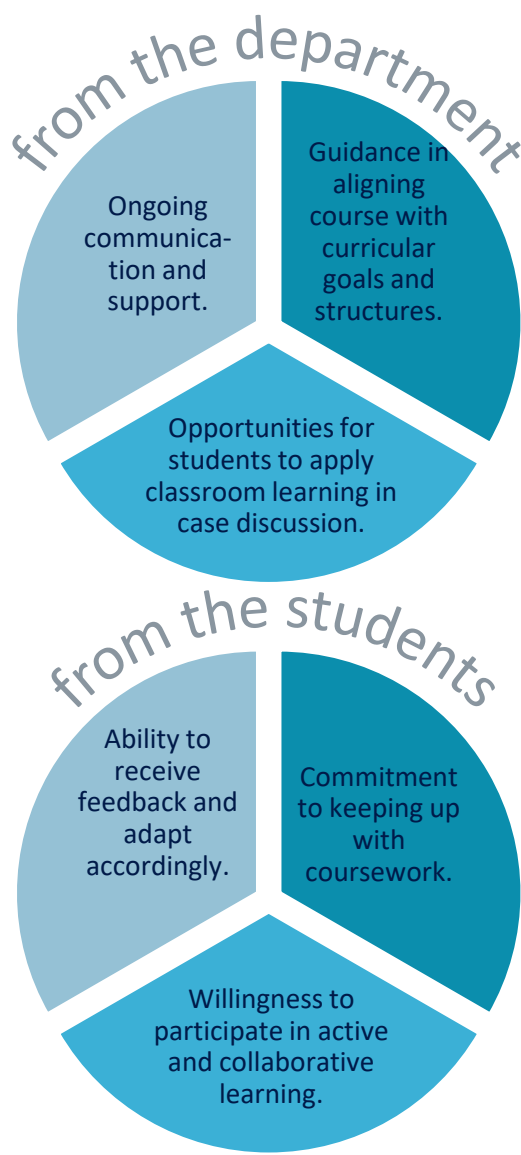 from the department
Ongoing
communica-
tion and
support.
Guidance in
aligning
course with
curricular
goals and
structures.
Opportunities for
students to apply
classroom learning in
case discussion.
from the students
Ability to
receive
feedback and
adapt
accordingly.
Commitment
to keeping up
with
coursework.
Willingness to
participate in active
and collaborative
learning.